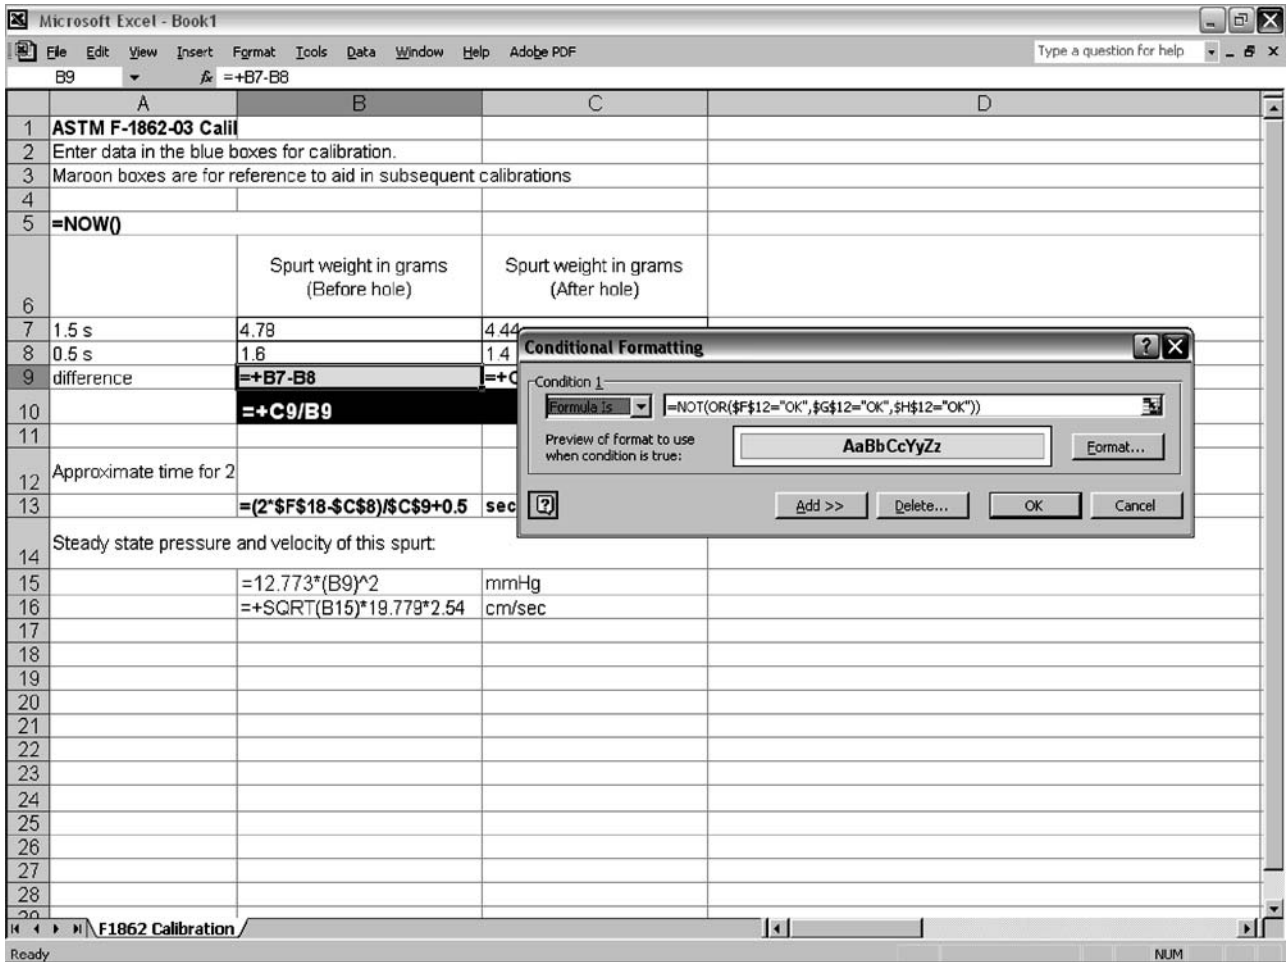 Microsoft Excel - Book1
File Edit View Insert Format Tools Data Window Help Adobe PDF Type a question for help
B9 fx =+B7-B8
A B C D
1 ASTM F-1862-03 Calil
2 Enter data in the blue boxes for calibration.
3 Maroon boxes are for reference to aid in subsequent calibrations
4
5 =NOW()
6 Spurt weight in grams (Before hole) Spurt weight in grams (After hole)
7 1.5 s 4.78 4.44
8 0.5 s 1.6 1.4
9 difference =+B7-B8 =+C
10 =+C9/B9
11
12 Approximate time for 2
13 =(2*$F$18-$C$8)/$C$9+0.5 sec
14 Steady state pressure and velocity of this spurt:
15 =12.773*(B9)^2 mmHg
16 =+SQRT(B15)*19.779*2.54 cm/sec
17
18
19
20
21
22
23
24
25
26
27
28
29
Conditional Formatting
Condition 1
Formula Is =NOT(OR($F$12="OK",$G$12="OK",$H$12="OK"))
Preview of format to use
when condition is true:
AaBbCcYyZz
Format...
Add >> Delete... OK Cancel
F1862 Calibration
Ready NUM